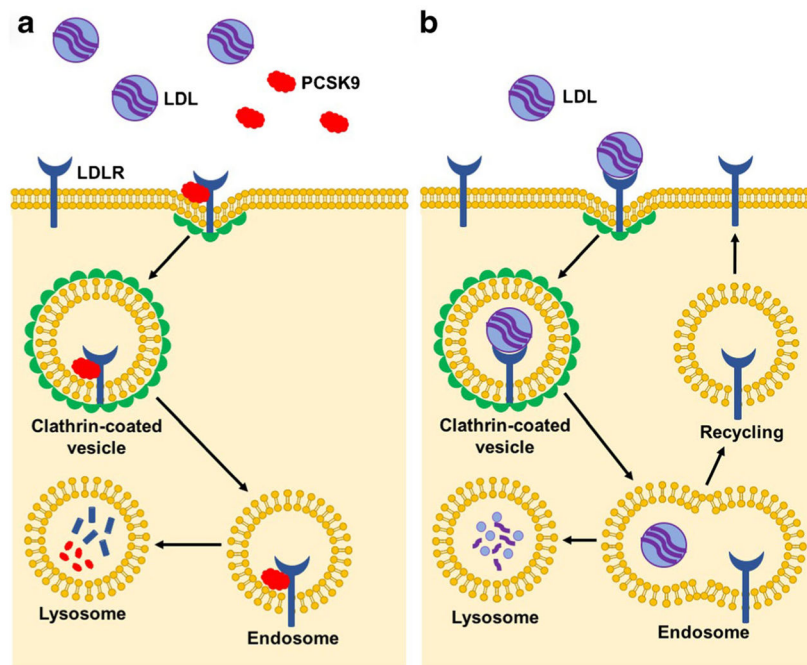 a
LDL
PCSK9
LDLR
Clathrin-coated
vesicle
Lysosome
Endosome
b
LDL
Clathrin-coated
vesicle
Recycling
Lysosome
Endosome